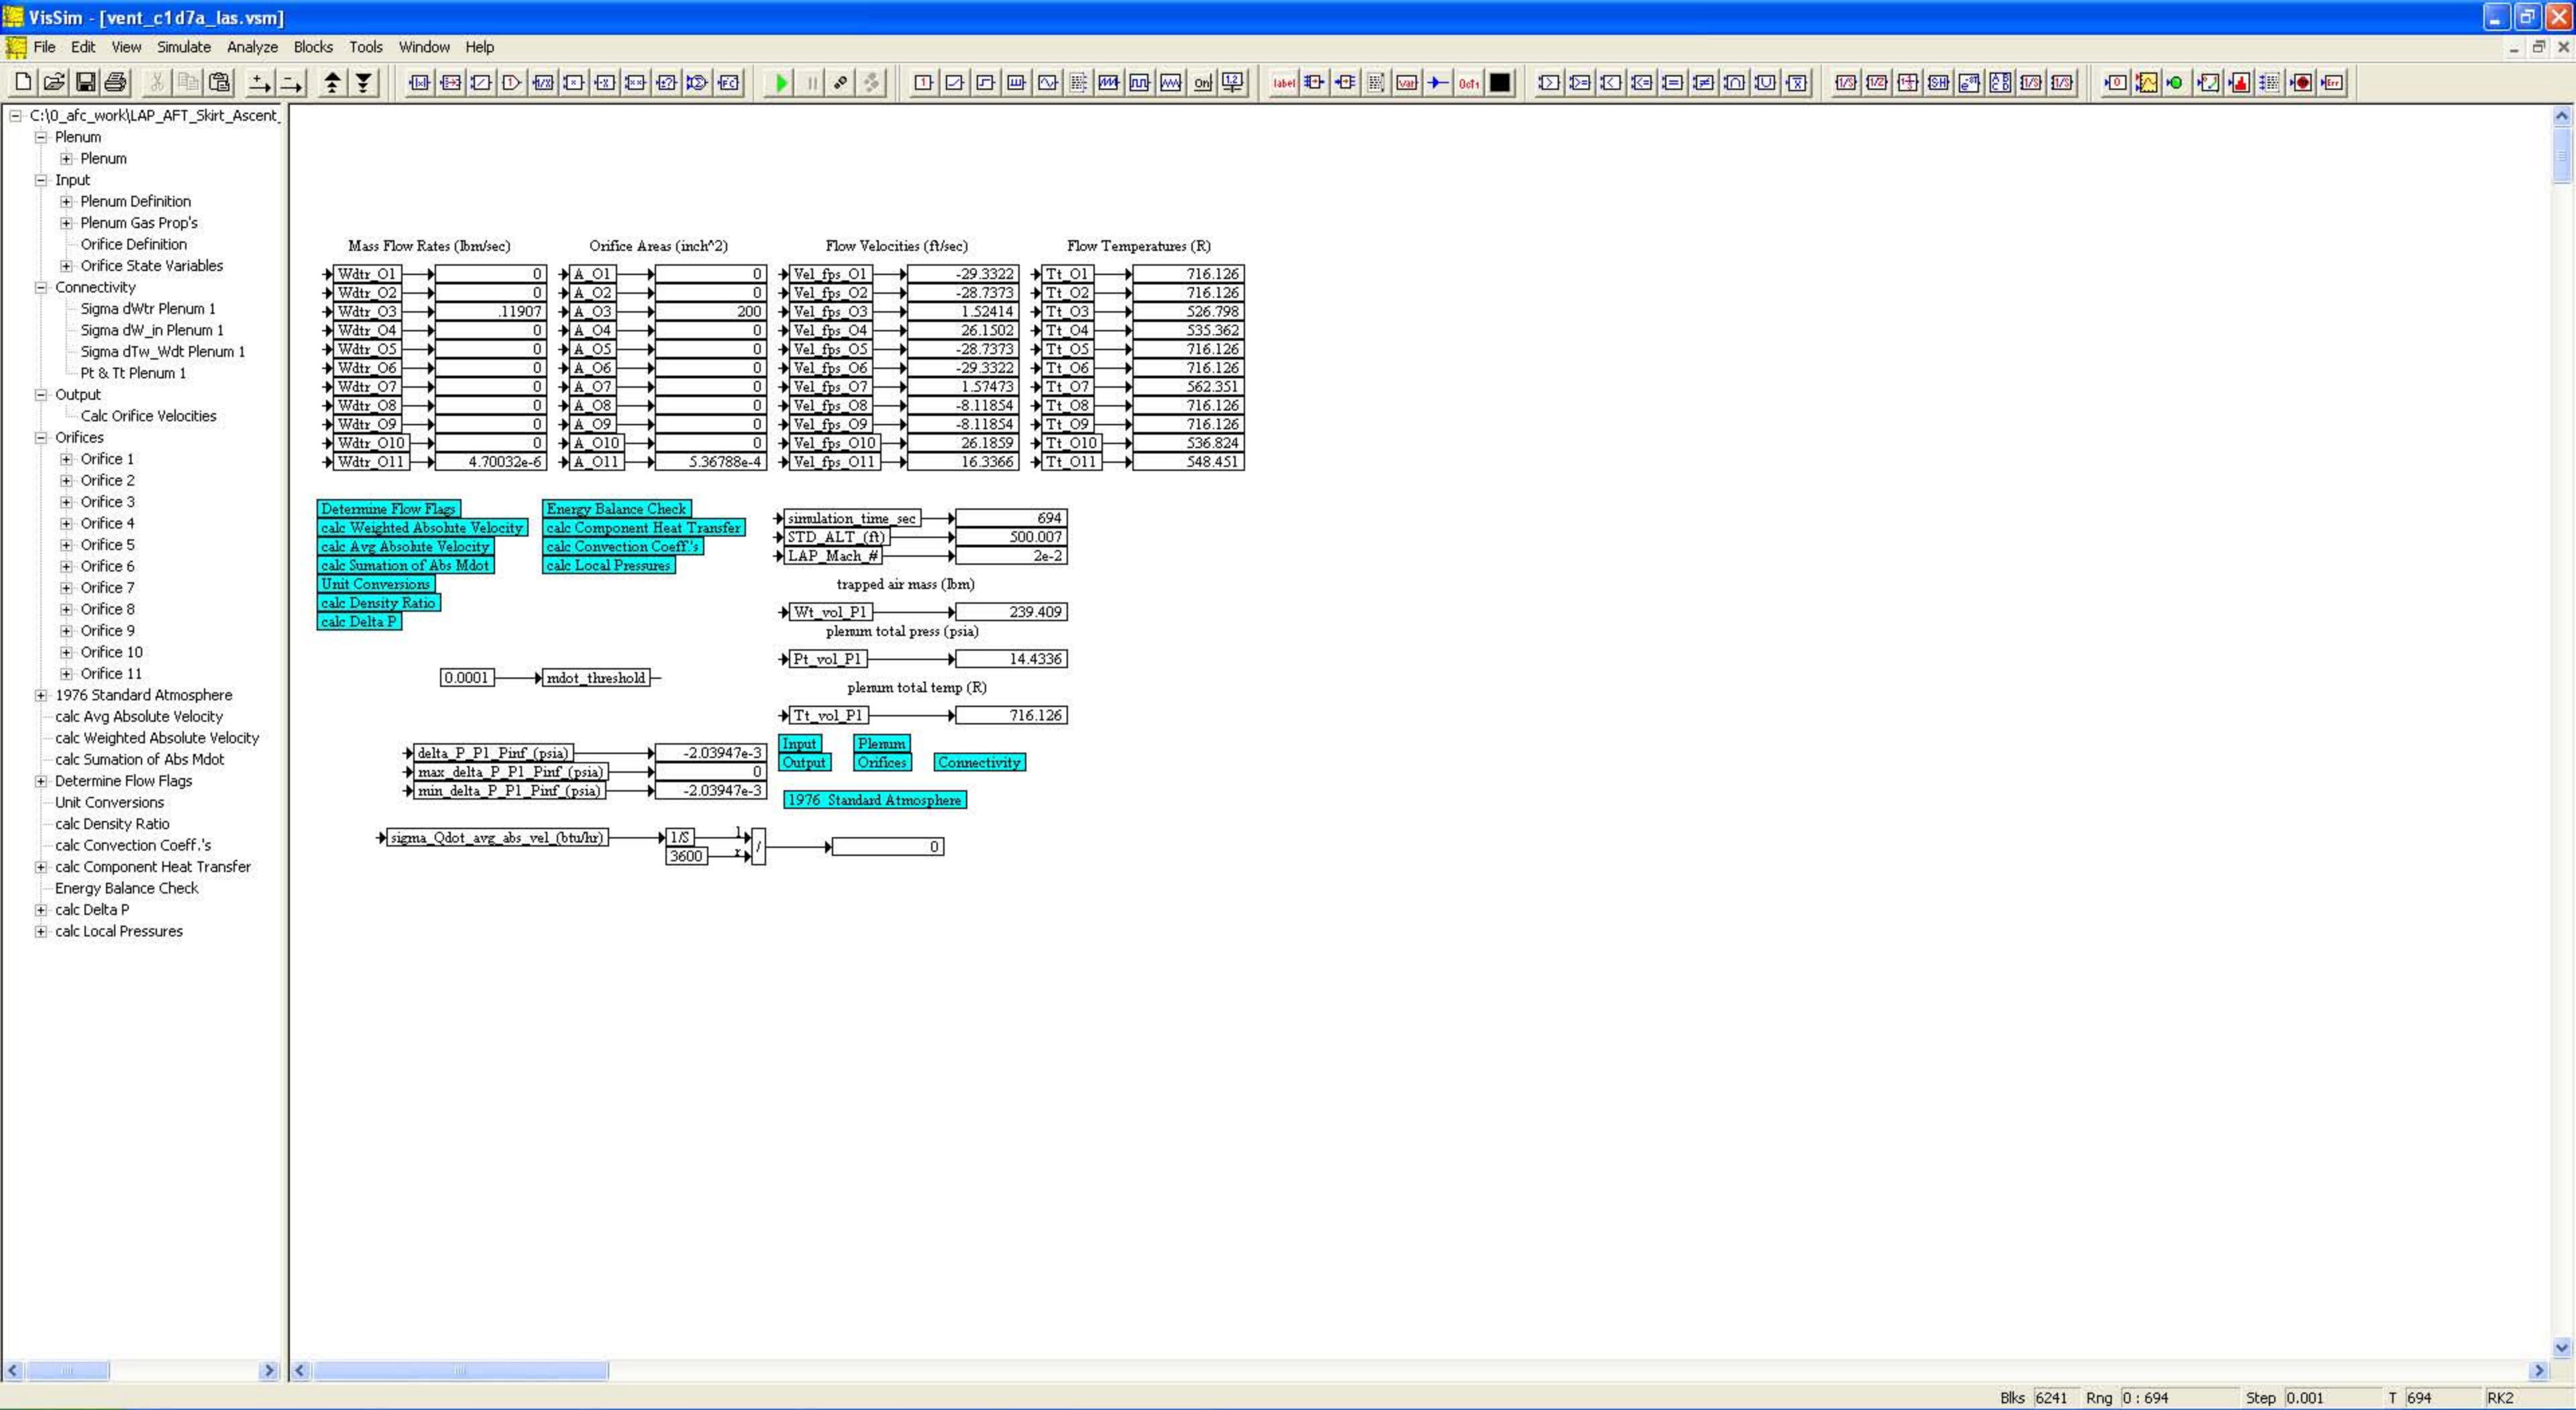 VisSim - [vent_c1d7a_las.vsm]
File Edit View Simulate Analyze Blocks Tools Window Help
C:\0_afc_work\LAP_AFT_Skirt_Ascent_
Plenum
Plenum
Input
Plenum Definition
Plenum Gas Prop's
Orifice Definition
Orifice State Variables
Connectivity
Sigma dWtr Plenum 1
Sigma dW_in Plenum 1
Sigma dTw_Wdt Plenum 1
Pt & Tt Plenum 1
Output
Calc Orifice Velocities
Orifices
Orifice 1
Orifice 2
Orifice 3
Orifice 4
Orifice 5
Orifice 6
Orifice 7
Orifice 8
Orifice 9
Orifice 10
Orifice 11
1976 Standard Atmosphere
calc Avg Absolute Velocity
calc Weighted Absolute Velocity
calc Sumation of Abs Mdot
Determine Flow Flags
Unit Conversions
calc Density Ratio
calc Convection Coeff.'s
calc Component Heat Transfer
Energy Balance Check
calc Delta P
calc Local Pressures
Mass Flow Rates (lbm/sec) Orifice Areas (inch^2) Flow Velocities (ft/sec) Flow Temperatures (R)
Wdtr_O1 0 A_O1 0 Vel_fps_O1 -29.3322 Tt_O1 716.126
Wdtr_O2 0 A_O2 0 Vel_fps_O2 -28.7373 Tt_O2 716.126
Wdtr_O3 .11907 A_O3 200 Vel_fps_O3 1.52414 Tt_O3 526.798
Wdtr_O4 0 A_O4 0 Vel_fps_O4 26.1502 Tt_O4 535.362
Wdtr_O5 0 A_O5 0 Vel_fps_O5 -28.7373 Tt_O5 716.126
Wdtr_O6 0 A_O6 0 Vel_fps_O6 -29.3322 Tt_O6 716.126
Wdtr_O7 0 A_O7 0 Vel_fps_O7 1.57473 Tt_O7 562.351
Wdtr_O8 0 A_O8 0 Vel_fps_O8 -8.11854 Tt_O8 716.126
Wdtr_O9 0 A_O9 0 Vel_fps_O9 -8.11854 Tt_O9 716.126
Wdtr_O10 0 A_O10 0 Vel_fps_O10 26.1859 Tt_O10 536.824
Wdtr_O11 4.70032e-6 A_O11 5.36788e-4 Vel_fps_O11 16.3366 Tt_O11 548.451
Determine Flow Flags Energy Balance Check
calc Weighted Absolute Velocity calc Component Heat Transfer
calc Avg Absolute Velocity calc Convection Coeff.'s
calc Sumation of Abs Mdot calc Local Pressures
Unit Conversions
calc Density Ratio
calc Delta P
simulation_time_sec 694
STD_ALT_(ft) 500.007
LAP_Mach_# 2e-2
trapped air mass (lbm)
Wt_vol_P1 239.409
plenum total press (psia)
Pt_vol_P1 14.4336
0.0001 mdot_threshold
plenum total temp (R)
Tt_vol_P1 716.126
delta_P_P1_Pinf_(psia) -2.03947e-3
max_delta_P_P1_Pinf_(psia) 0
min_delta_P_P1_Pinf_(psia) -2.03947e-3
Input Plenum
Output Orifices Connectivity
1976 Standard Atmosphere
sigma_Qdot_avg_abs_vel_(btu/hr) 1/S l / 0
3600 r
Blks 6241 Rng 0 : 694 Step 0.001 T 694 RK2